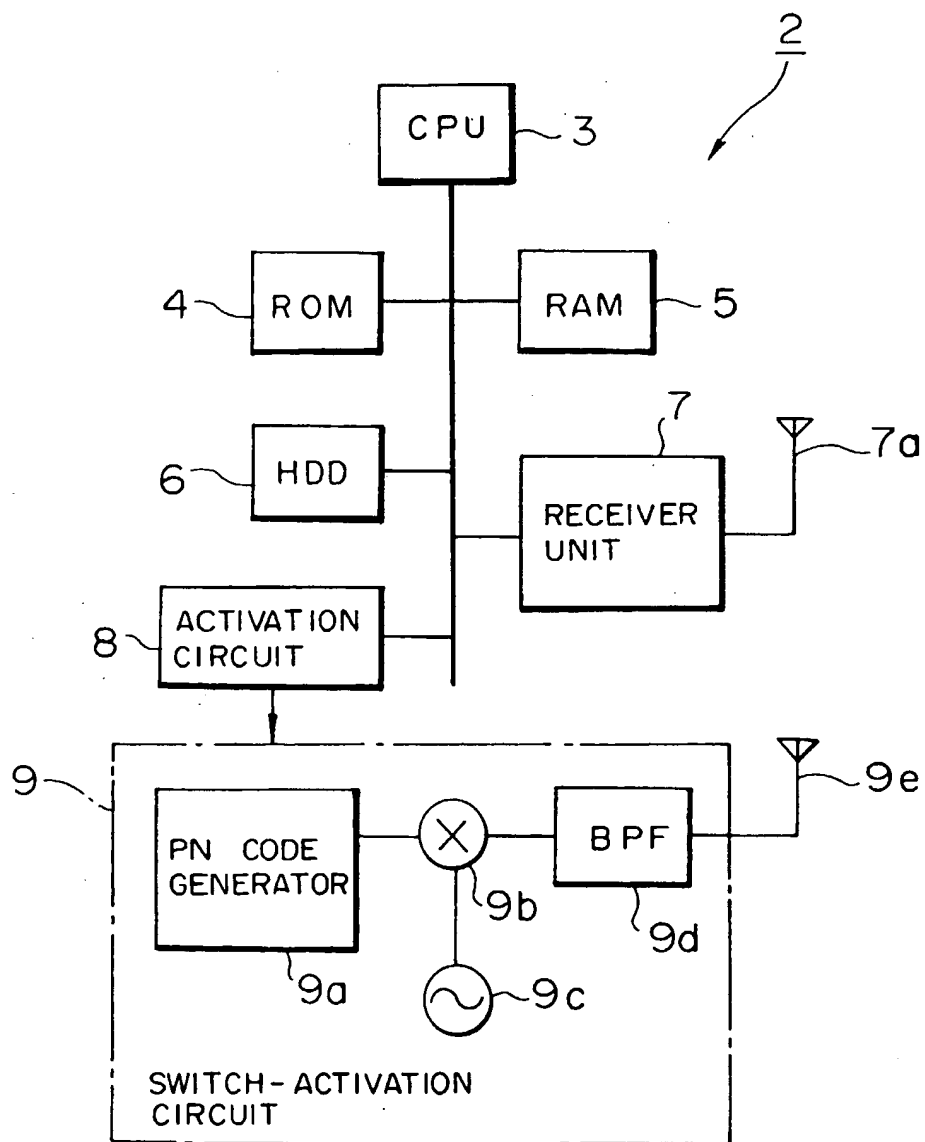 2
CPU
3
4
ROM
RAM
5
7
7a
6
HDD
RECEIVER
UNIT
8
ACTIVATION
CIRCUIT
9
9e
PN CODE
GENERATOR
BPF
9b
9d
9a
9c
SWITCH-ACTIVATION
CIRCUIT